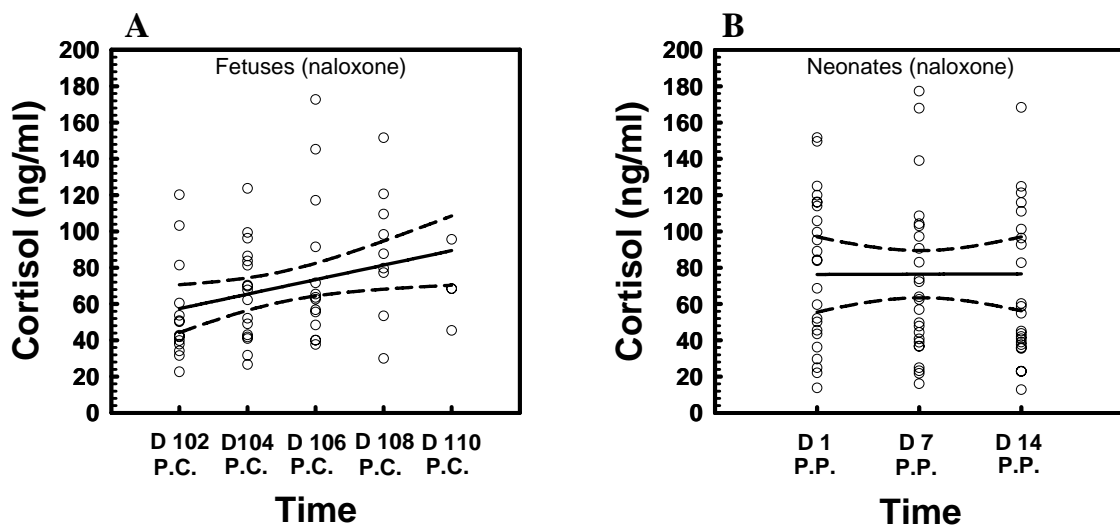 A
Fetuses (naloxone)
Cortisol (ng/ml)
200
180
160
140
120
100
80
60
40
20
0
D 102 D104 D 106 D 108 D 110
P.C. P.C. P.C. P.C. P.C.
Time
B
Neonates (naloxone)
Cortisol (ng/ml)
200
180
160
140
120
100
80
60
40
20
0
D 1 D 7 D 14
P.P. P.P. P.P.
Time